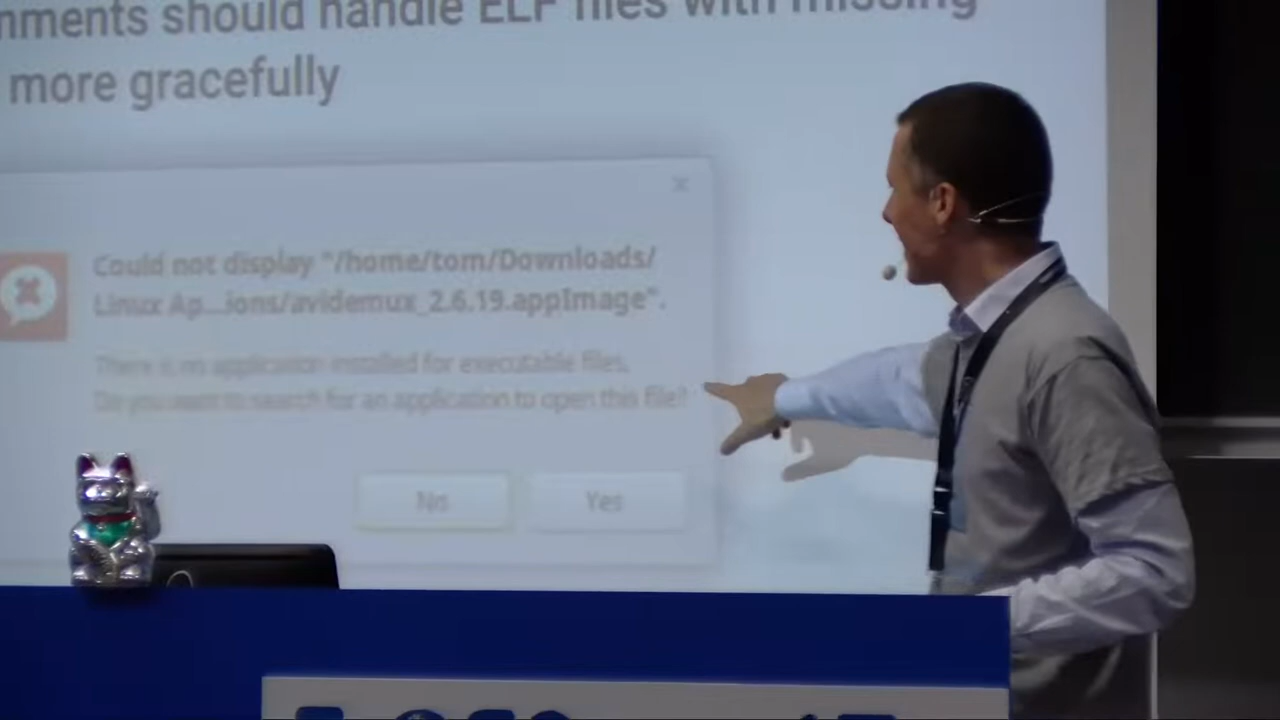 nments should handle ELF files with missing
more gracefully
Could not display "/home/tom/Downloads/
Linux Ap...ions/avidemux_2.6.19.appImage".
There is no application installed for executable files.
Do you want to search for an application to open this file?
No
Yes